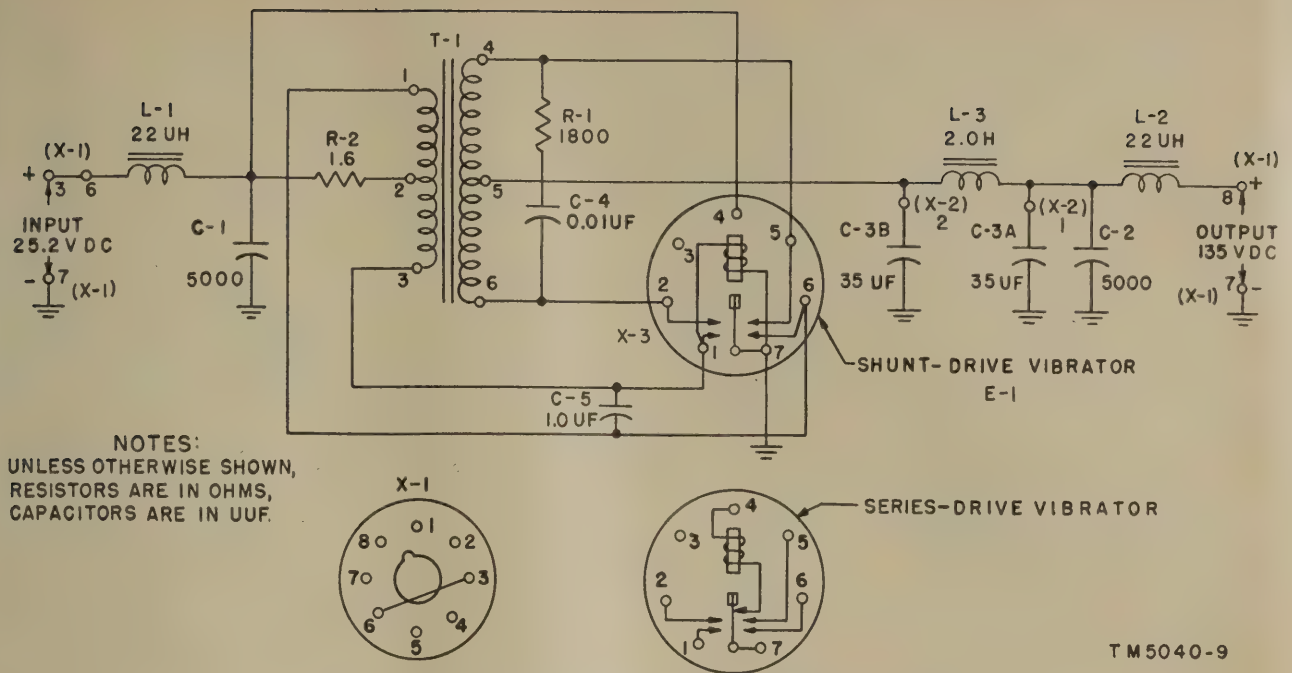 T-1
4
1
L-1
22 UH
R-2
1.6
R-1
1800
L-3
2.0H
L-2
22 UH
(X-1)
+ 3 6
2
5
(X-1)
8 +
INPUT
25.2 V DC
C-1
5000
C-4
0.01UF
4
3
5
(X-2)
2
C-3B
35 UF
(X-2)
1
C-3A
35 UF
C-2
5000
OUTPUT
135 VDC
- 7
(X-1)
3
6
2
6
X-3
1
7
(X-1) 7 -
SHUNT-DRIVE VIBRATOR
E-1
C-5
1.0 UF
NOTES:
UNLESS OTHERWISE SHOWN,
RESISTORS ARE IN OHMS,
CAPACITORS ARE IN UUF.
X-1
1
2
3
4
5
6
7
8
SERIES-DRIVE VIBRATOR
4
3
5
2
6
1
7
TM5040-9